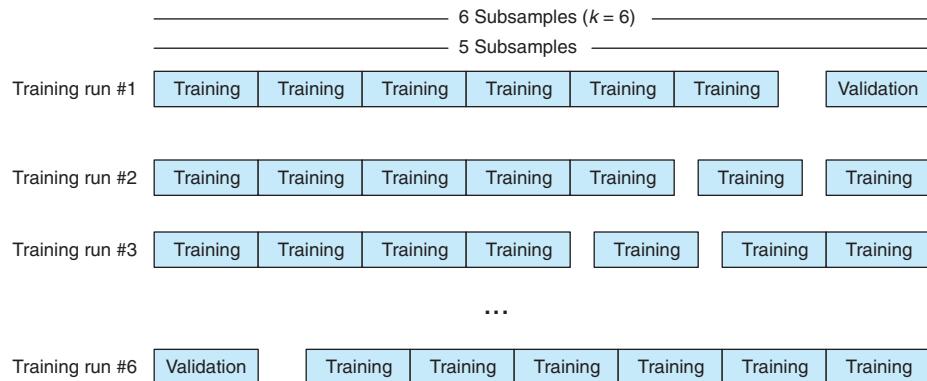 6 Subsamples (k = 6)
5 Subsamples
Training run #1 Training Training Training Training Training Training Validation
Training run #2 Training Training Training Training Training Training Training
Training run #3 Training Training Training Training Training Training Training
...
Training run #6 Validation Training Training Training Training Training Training